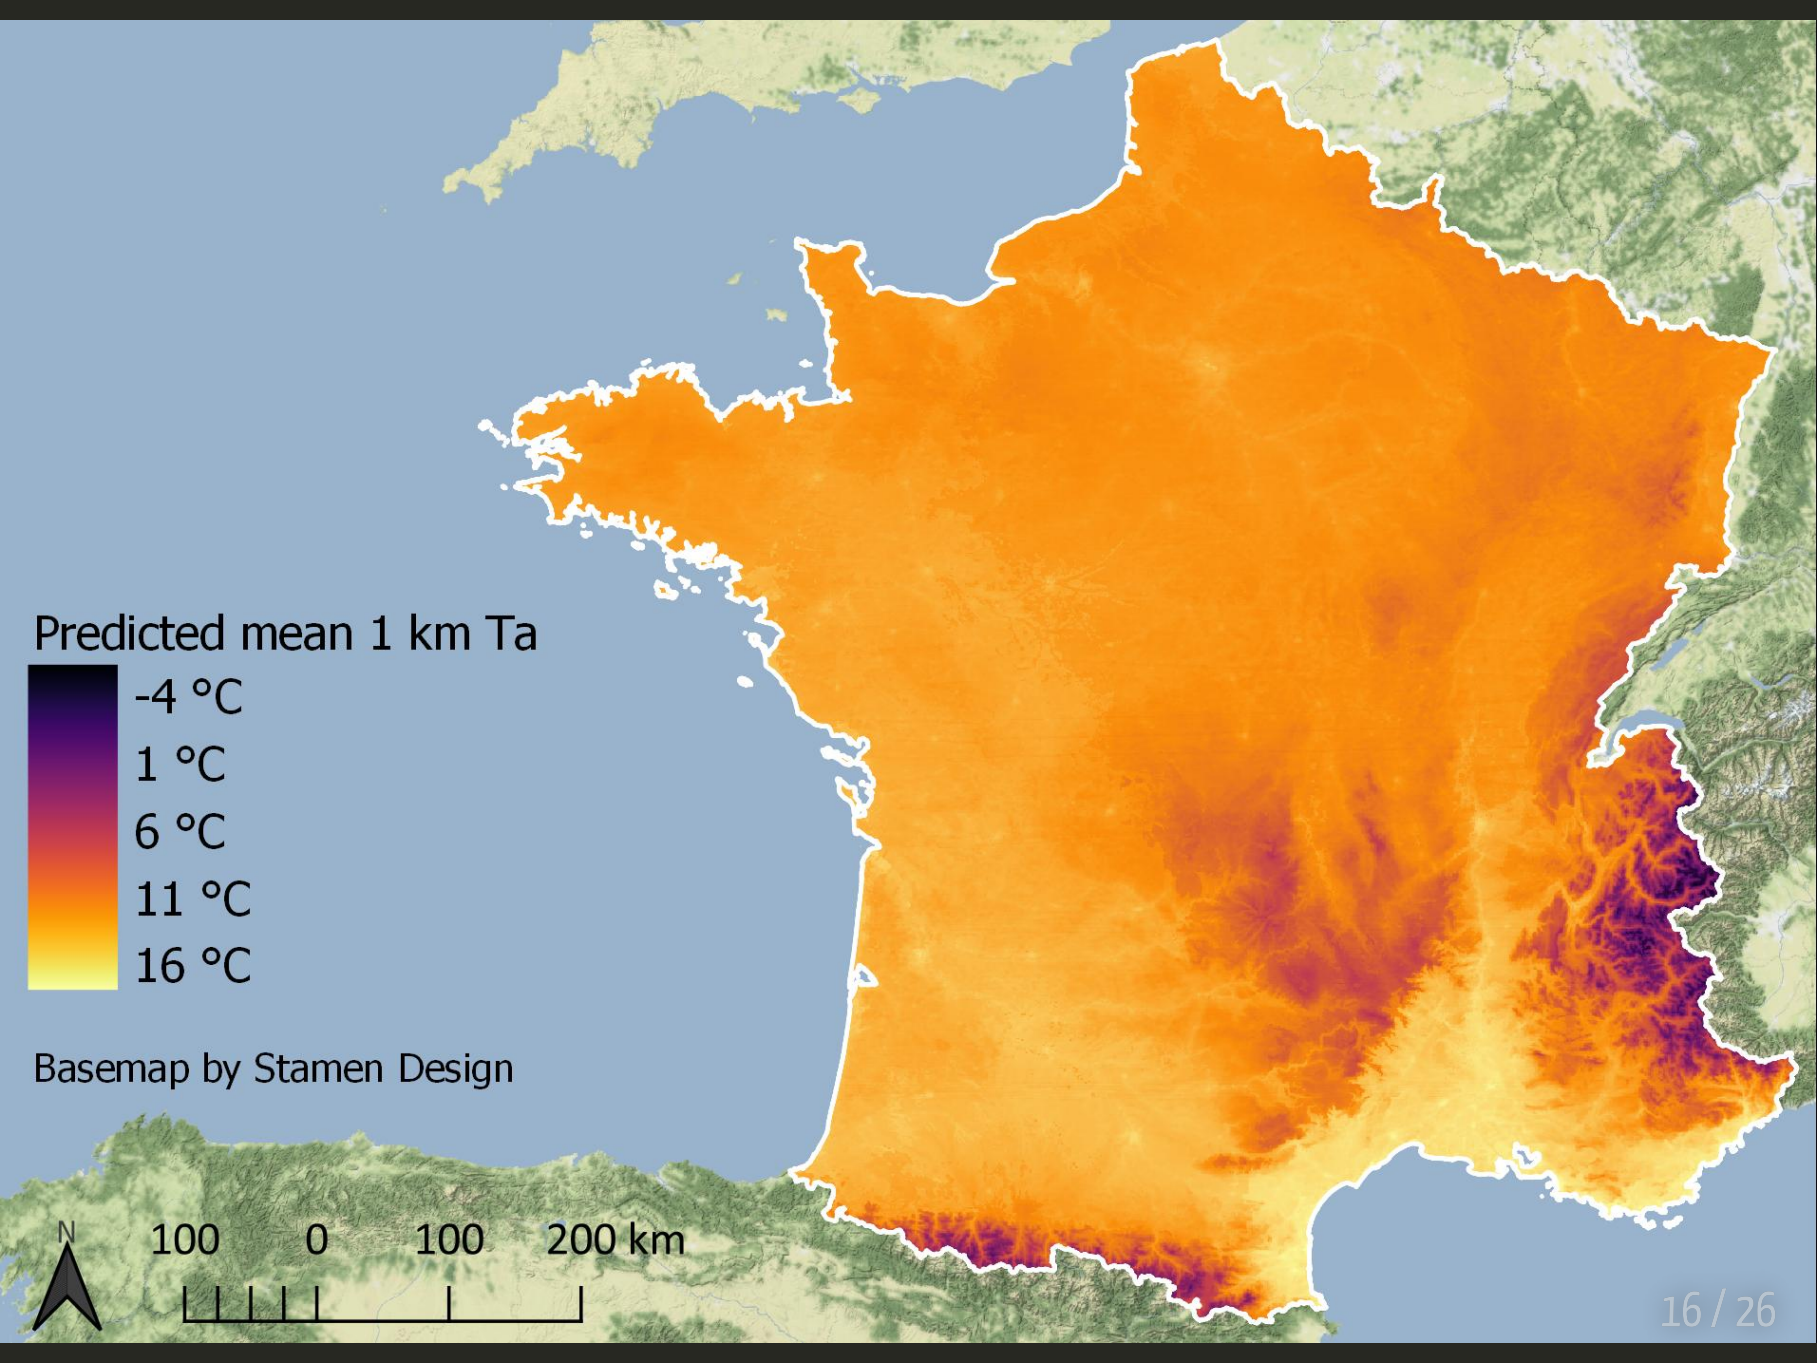 Predicted mean 1 km Ta
-4 °C
1 °C
6 °C
11 °C
16 °C
Basemap by Stamen Design
N
100 0 100 200 km
16 / 26